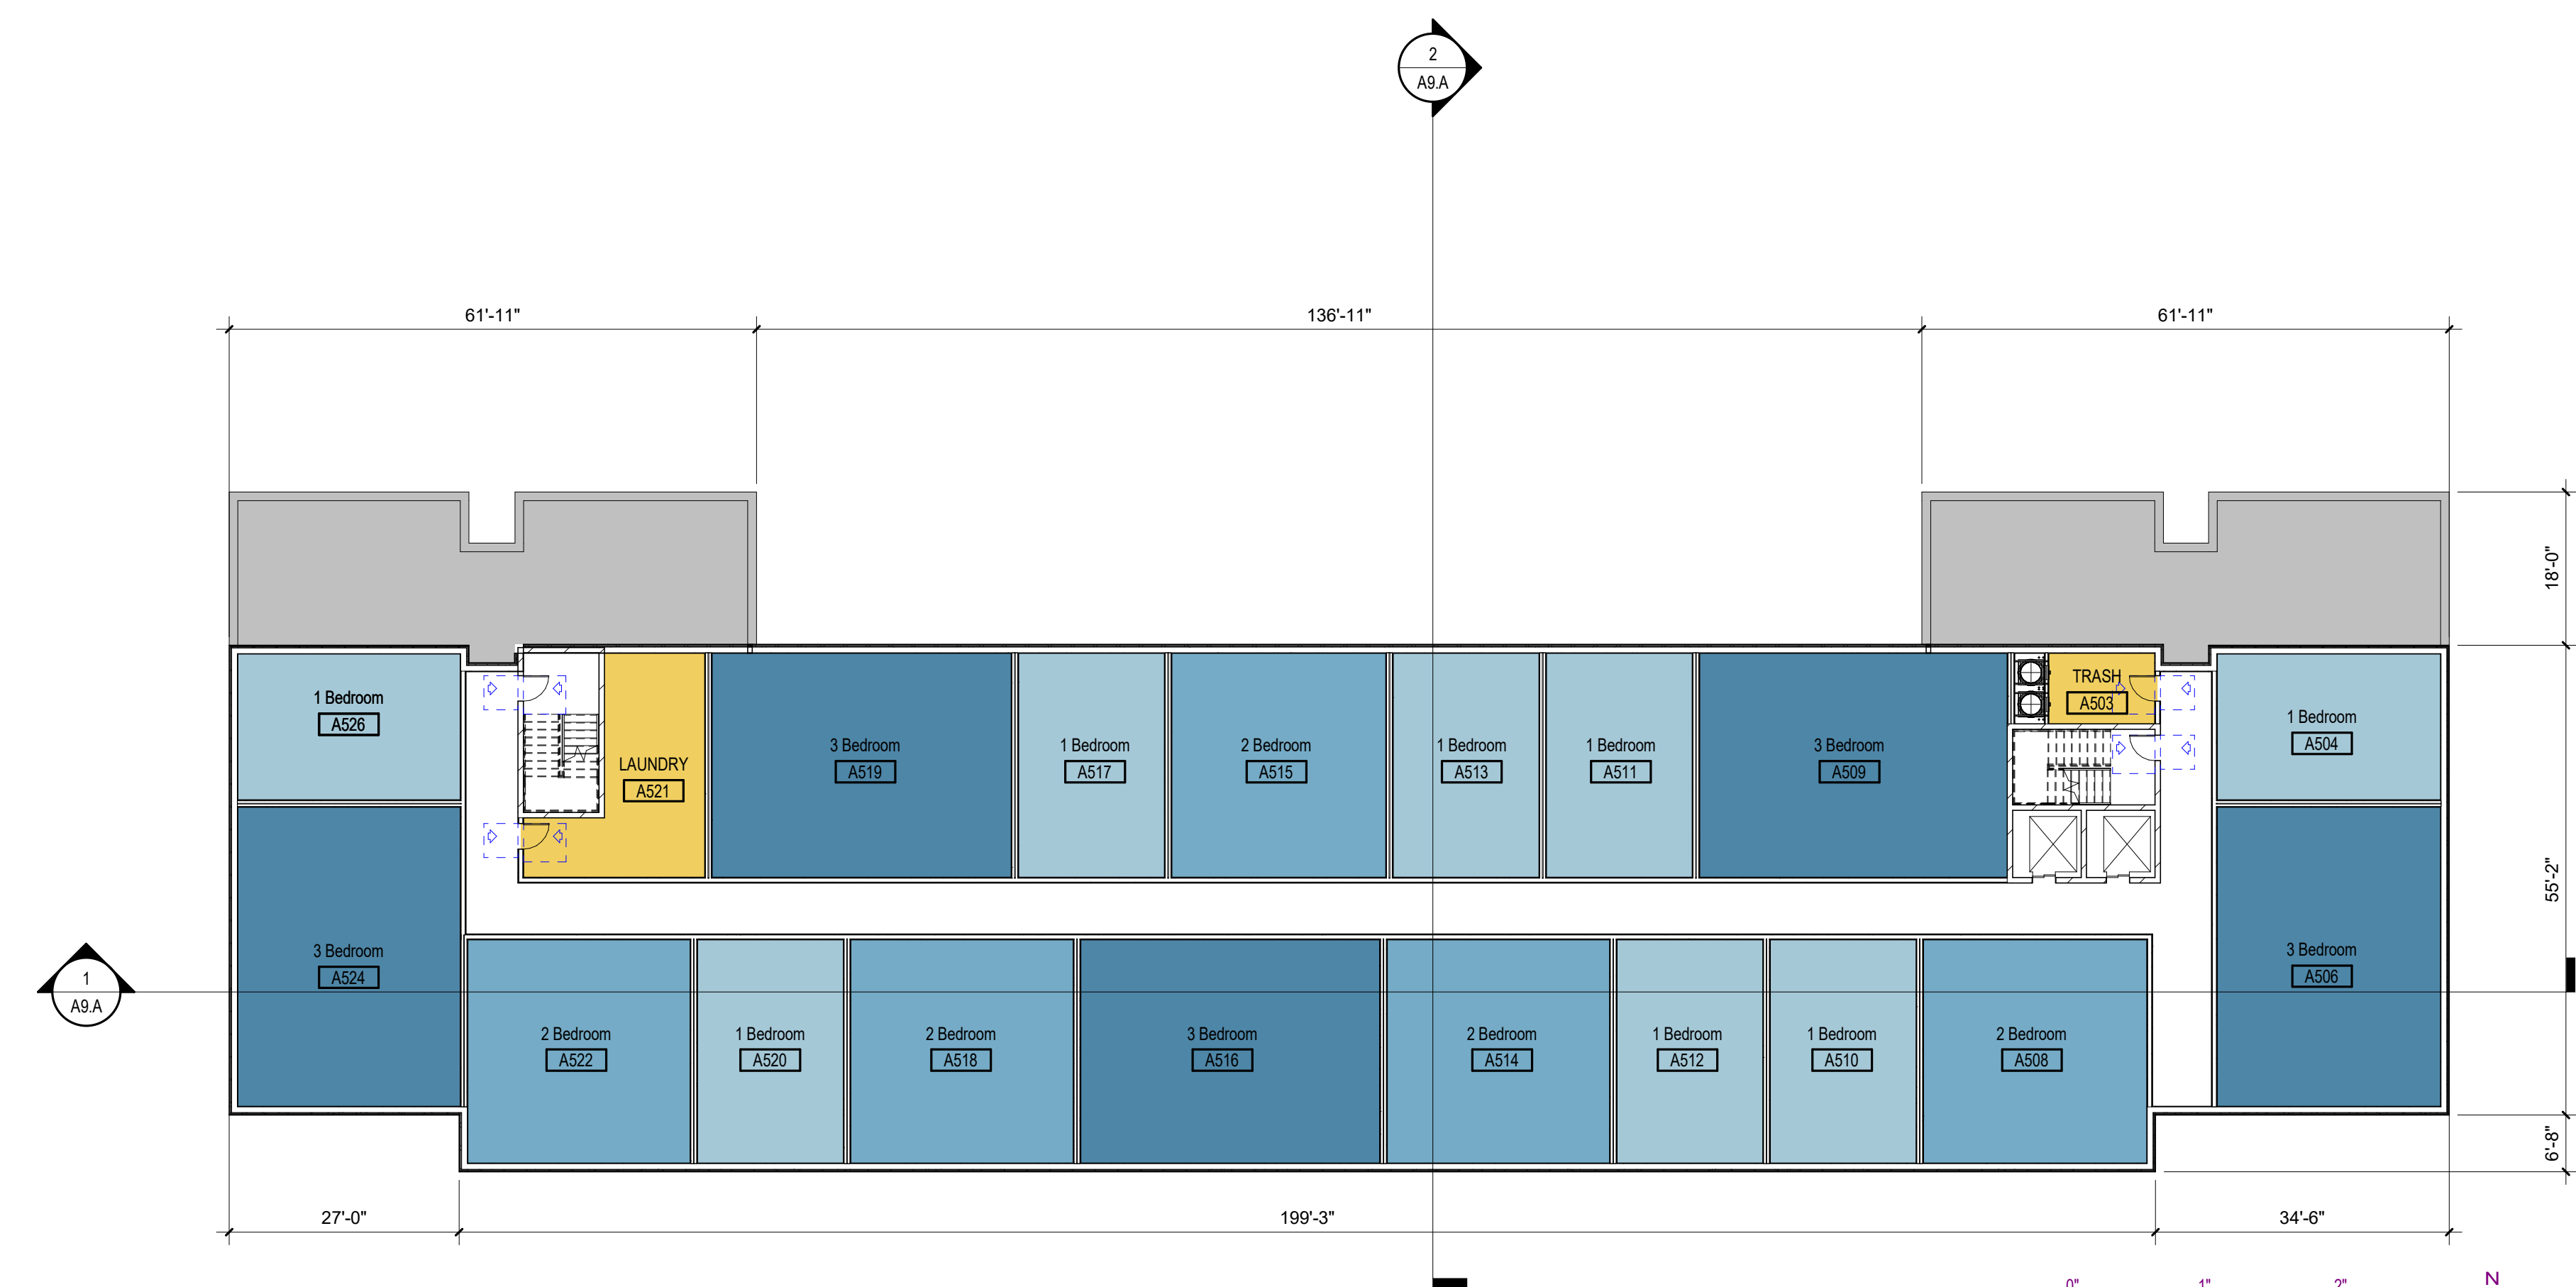 2
A9.A
61'-11"
136'-11"
61'-11"
18'-0"
1 Bedroom
A526
LAUNDRY
A521
3 Bedroom
A519
1 Bedroom
A517
2 Bedroom
A515
1 Bedroom
A513
1 Bedroom
A511
3 Bedroom
A509
TRASH
A503
1 Bedroom
A504
55'-2"
3 Bedroom
A524
3 Bedroom
A506
1
A9.A
2 Bedroom
A522
1 Bedroom
A520
2 Bedroom
A518
3 Bedroom
A516
2 Bedroom
A514
1 Bedroom
A512
1 Bedroom
A510
2 Bedroom
A508
6'-8"
27'-0"
199'-3"
34'-6"
0"
1"
2"
N